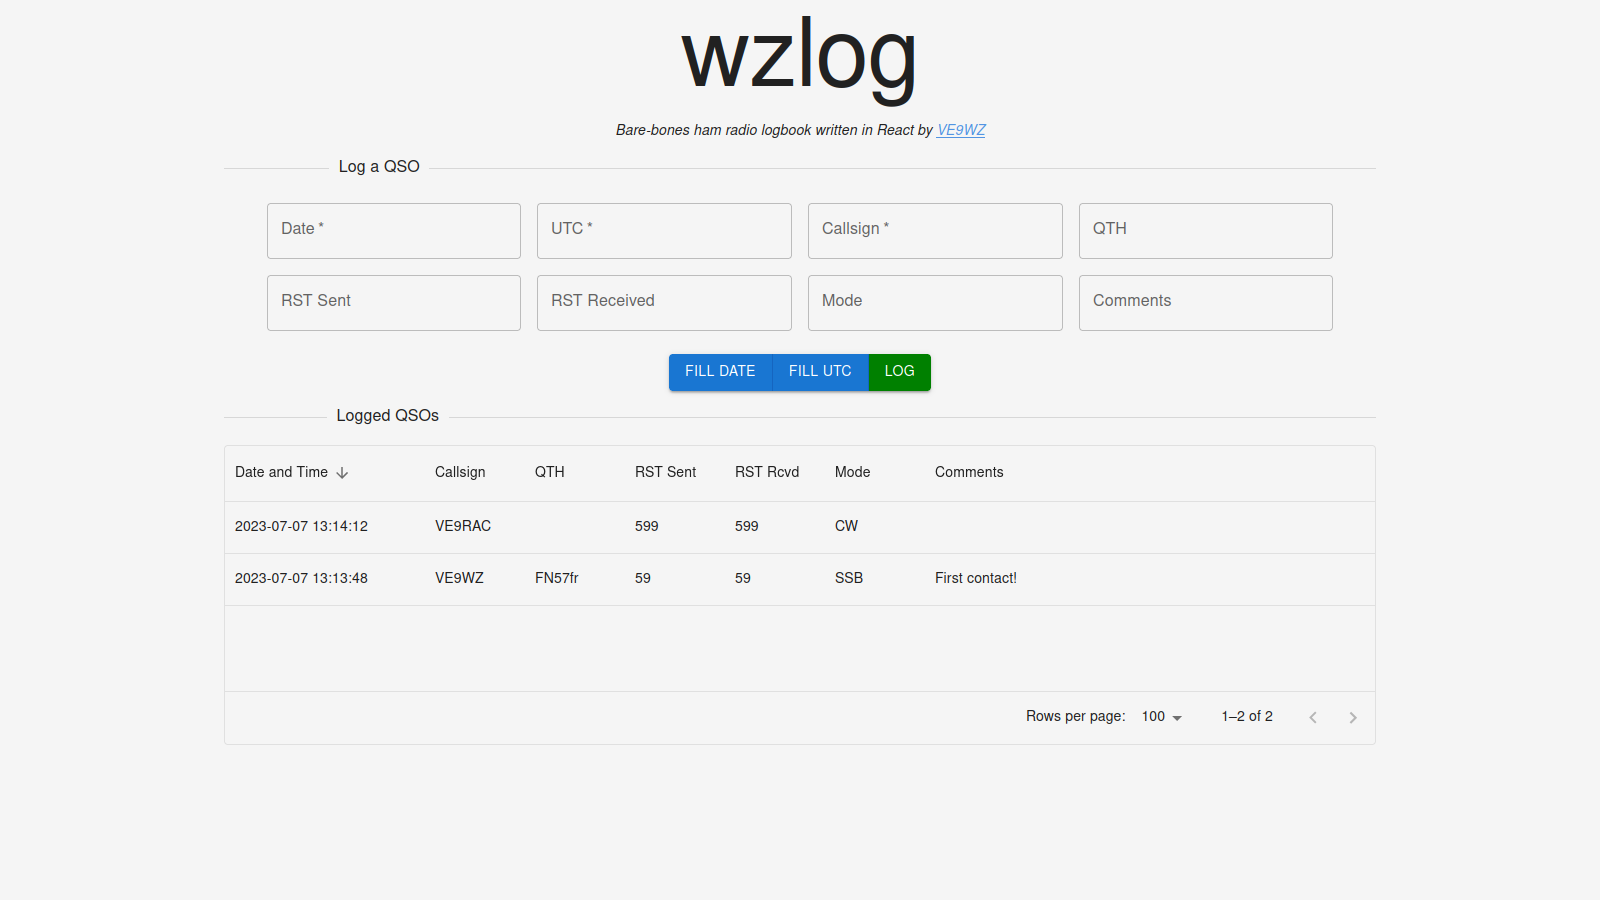 wzlog
Bare-bones ham radio logbook written in React by VE9WZ
Log a QSO
Date * UTC * Callsign * QTH
RST Sent RST Received Mode Comments
FILL DATE FILL UTC LOG
Logged QSOs
Date and Time Callsign QTH RST Sent RST Rcvd Mode Comments
2023-07-07 13:14:12 VE9RAC 599 599 CW
2023-07-07 13:13:48 VE9WZ FN57fr 59 59 SSB First contact!
Rows per page: 100 1–2 of 2